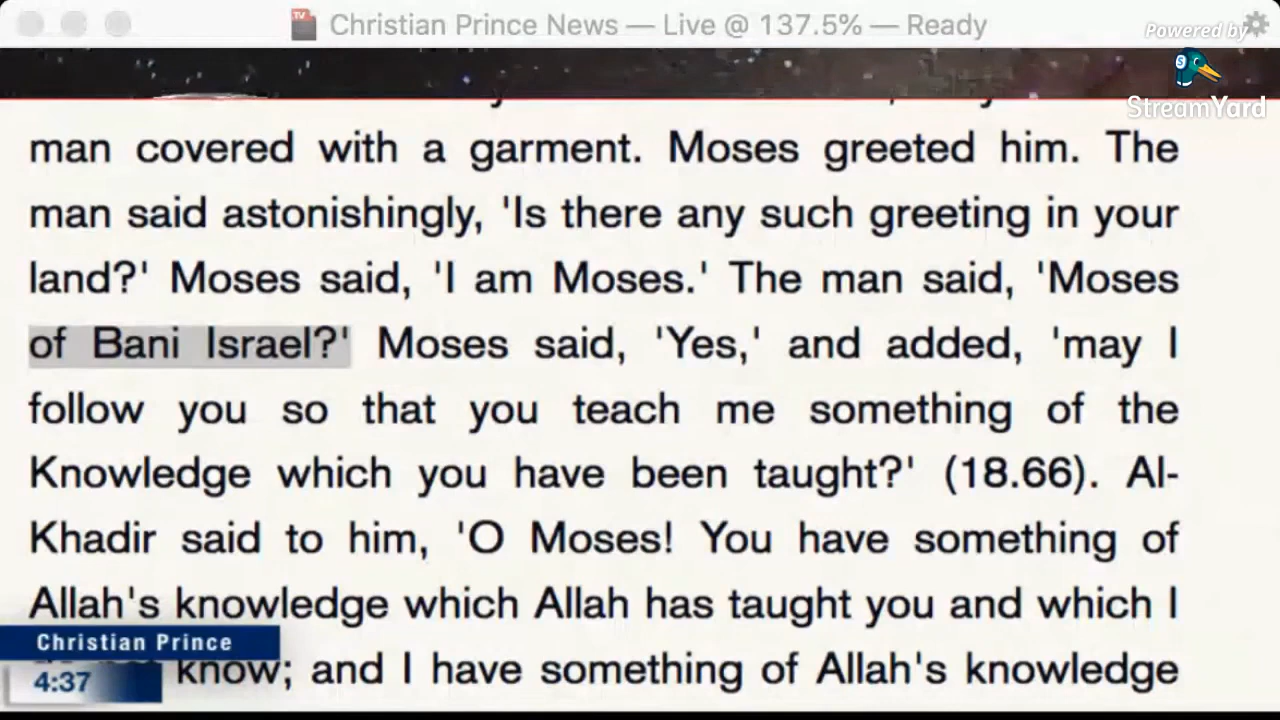 .TV Christian Prince News — Live @ 137.5% — Ready
Powered by
StreamYard
man covered with a garment. Moses greeted him. The
man said astonishingly, 'Is there any such greeting in your
land?' Moses said, 'I am Moses.' The man said, 'Moses
of Bani Israel?' Moses said, 'Yes,' and added, 'may I
follow you so that you teach me something of the
Knowledge which you have been taught?' (18.66). Al-
Khadir said to him, 'O Moses! You have something of
Allah's knowledge which Allah has taught you and which I
know; and I have something of Allah's knowledge
Christian Prince
4:37